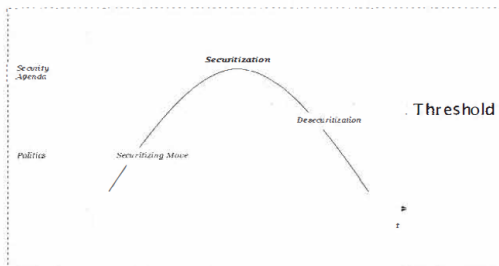 Securitization
Security
Agenda
. Threshold
Desecuritization
Politics
Securitizing Move
t